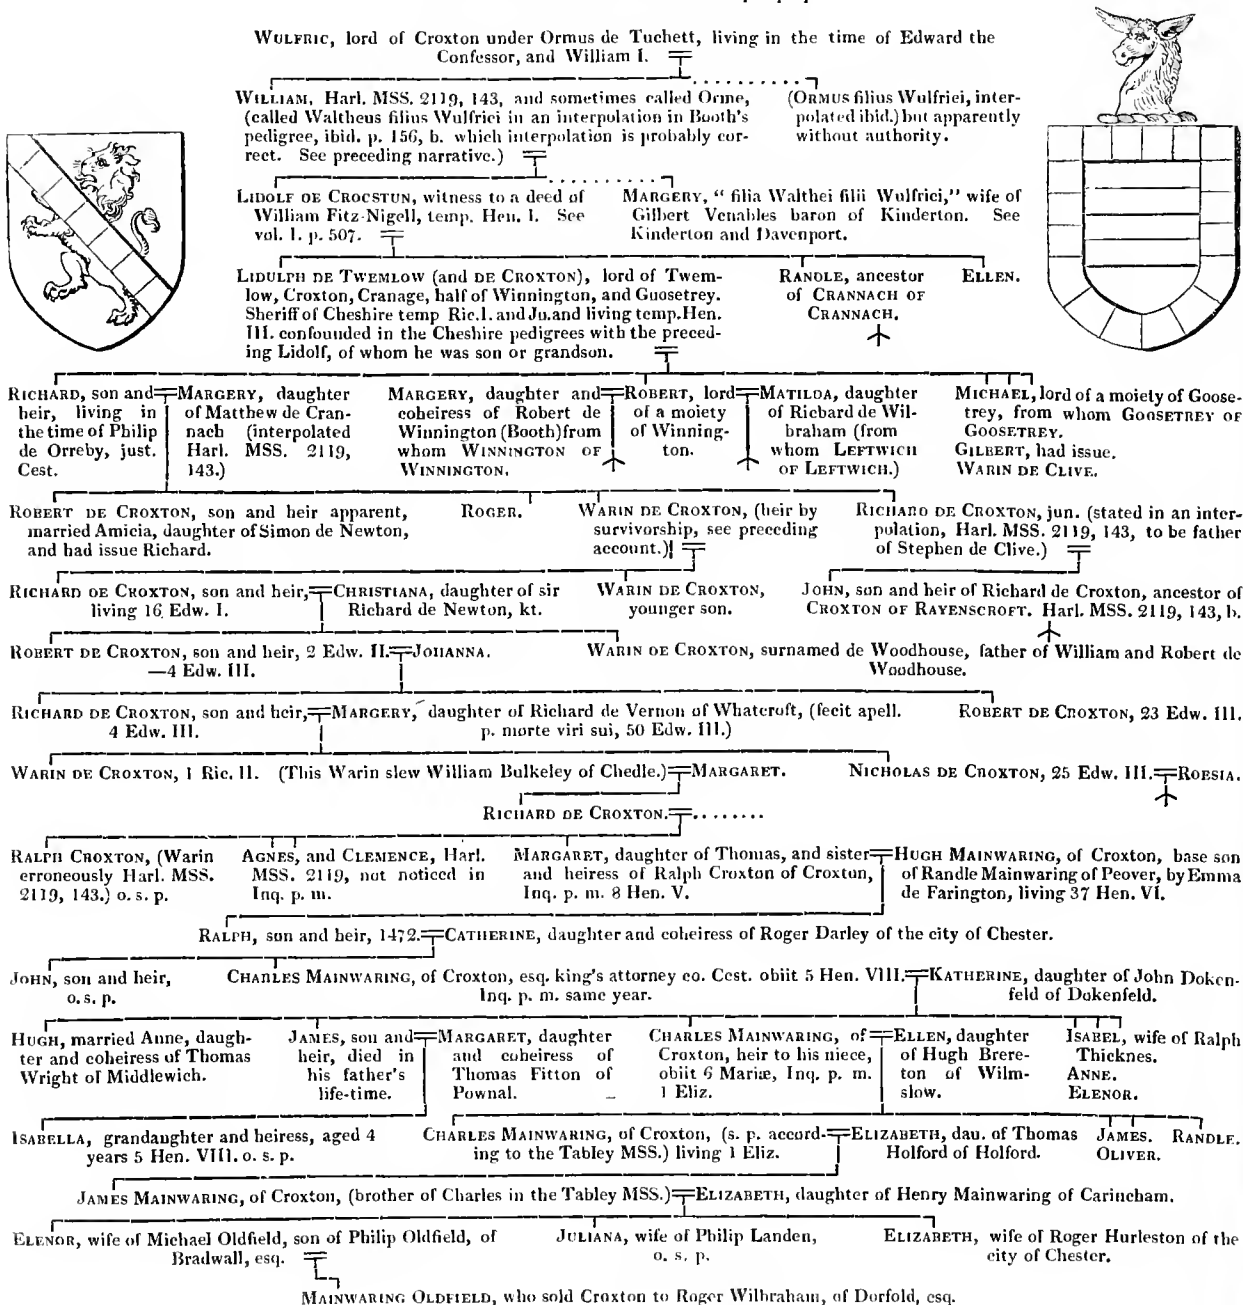 WULFRIC, lord of Croxton under Ormus de Tuchett, living in the time of Edward the
Confessor, and William I.
WILLIAM, Harl. MSS. 2119, 143, and sometimes called Orme,
(called Waltheus filius Wulfrici in an interpolation in Booth's
pedigree, ibid. p. 156, b. which interpolation is probably cor-
rect. See preceding narrative.)
(ORMUS filius Wulfrici, inter-
polated ibid.) but apparently
without authority.
LIDOLF DE CROCSTUN, witness to a deed of
William Fitz-Nigell, temp. Hen. I. See
vol. I. p. 507.
MARGERY, “ filia Walthei filii Wulfrici,” wife of
Gilbert Venables baron of Kinderton. See
Kinderton and Davenport.
LIDULPH DE TWEMLOW (and DE CROXTON), lord of Twem-
low, Croxton, Cranage, half of Winnington, and Goosetrey.
Sheriff of Cheshire temp Ric. I. and Jo. and living temp. Hen.
III. confounded in the Cheshire pedigrees with the preced-
ing Lidolf, of whom he was son or grandson.
RANDLE, ancestor
of CRANNACH OF
CRANNACH.
ELLEN.
RICHARD, son and
heir, living in
the time of Philip
de Orreby, just.
Cest.
MARGERY, daughter
of Matthew de Cran-
nach (interpolated
Harl. MSS. 2119,
143.)
MARGERY, daughter and
coheiress of Robert de
Winnington (Booth) from
whom WINNINGTON OF
WINNINGTON.
ROBERT, lord
of a moiety
of Winning-
ton.
MATILDA, daughter
of Richard de Wil-
braham (from
whom LEFTWICH
OF LEFTWICH.)
MICHAEL, lord of a moiety of Goose-
trey, from whom GOOSETREY OF
GOOSETREY.
GILBERT, had issue.
WARIN DE CLIVE.
ROBERT DE CROXTON, son and heir apparent,
married Amicia, daughter of Simon de Newton,
and had issue Richard.
ROGER.
WARIN DE CROXTON, (heir by
survivorship, see preceding
account.)
RICHARD DE CROXTON, jun. (stated in an inter-
polation, Harl. MSS. 2119, 143, to be father
of Stephen de Clive.)
RICHARD DE CROXTON, son and heir,
living 16 Edw. I.
CHRISTIANA, daughter of sir
Richard de Newton, kt.
WARIN DE CROXTON,
younger son.
JOHN, son and heir of Richard de Croxton, ancestor of
CROXTON OF RAVENSCROFT. Harl. MSS. 2119, 143, b.
ROBERT DE CROXTON, son and heir, 2 Edw. II.
—4 Edw. III.
JOHANNA.
WARIN DE CROXTON, surnamed de Woodhouse, father of William and Robert de
Woodhouse.
RICHARD DE CROXTON, son and heir,
4 Edw. III.
MARGERY, daughter of Richard de Vernon of Whatcroft, (fecit apell.
p. morte viri sui, 50 Edw. III.)
ROBERT DE CROXTON, 23 Edw. III.
WARIN DE CROXTON, 1 Ric. II. (This Warin slew William Bulkeley of Chedle.)
MARGARET.
NICHOLAS DE CROXTON, 25 Edw. III.
ROESIA.
RICHARD DE CROXTON.
........
RALPH CROXTON, (Warin
erroneously Harl. MSS.
2119, 143.) o. s. p.
AGNES, and CLEMENCE, Harl.
MSS. 2119, not noticed in
Inq. p. m.
MARGARET, daughter of Thomas, and sister
and heiress of Ralph Croxton of Croxton,
Inq. p. m. 8 Hen. V.
HUGH MAINWARING, of Croxton, base son
of Randle Mainwaring of Peover, by Emma
de Farington, living 37 Hen. VI.
RALPH, son and heir, 1472.
CATHERINE, daughter and coheiress of Roger Darley of the city of Chester.
JOHN, son and heir,
o. s. p.
CHARLES MAINWARING, of Croxton, esq. king's attorney co. Cest. obiit 5 Hen. VIII.
Inq. p. m. same year.
KATHERINE, daughter of John Doken-
feld of Dokenfeld.
HUGH, married Anne, daugh-
ter and coheiress of Thomas
Wright of Middlewich.
JAMES, son and
heir, died in
his father's
life-time.
MARGARET, daughter
and coheiress of
Thomas Fitton of
Pownal.
CHARLES MAINWARING, of
Croxton, heir to his niece,
obiit 6 Mariæ, Inq. p. m.
1 Eliz.
ELLEN, daughter
of Hugh Brere-
ton of Wilm-
slow.
ISABEL, wife of Ralph
Thicknes.
ANNE.
ELENOR.
ISABELLA, grandaughter and heiress, aged 4
years 5 Hen. VIII. o. s. p.
CHARLES MAINWARING, of Croxton, (s. p. accord-
ing to the Tabley MSS.) living 1 Eliz.
ELIZABETH, dau. of Thomas
Holford of Holford.
JAMES.
OLIVER.
RANDLE.
JAMES MAINWARING, of Croxton, (brother of Charles in the Tabley MSS.)
ELIZABETH, daughter of Henry Mainwaring of Carincham.
ELENOR, wife of Michael Oldfield, son of Philip Oldfield, of
Bradwall, esq.
JULIANA, wife of Philip Landen,
o. s. p.
ELIZABETH, wife of Roger Hurleston of the
city of Chester.
MAINWARING OLDFIELD, who sold Croxton to Roger Wilbraham, of Dorfold, esq.